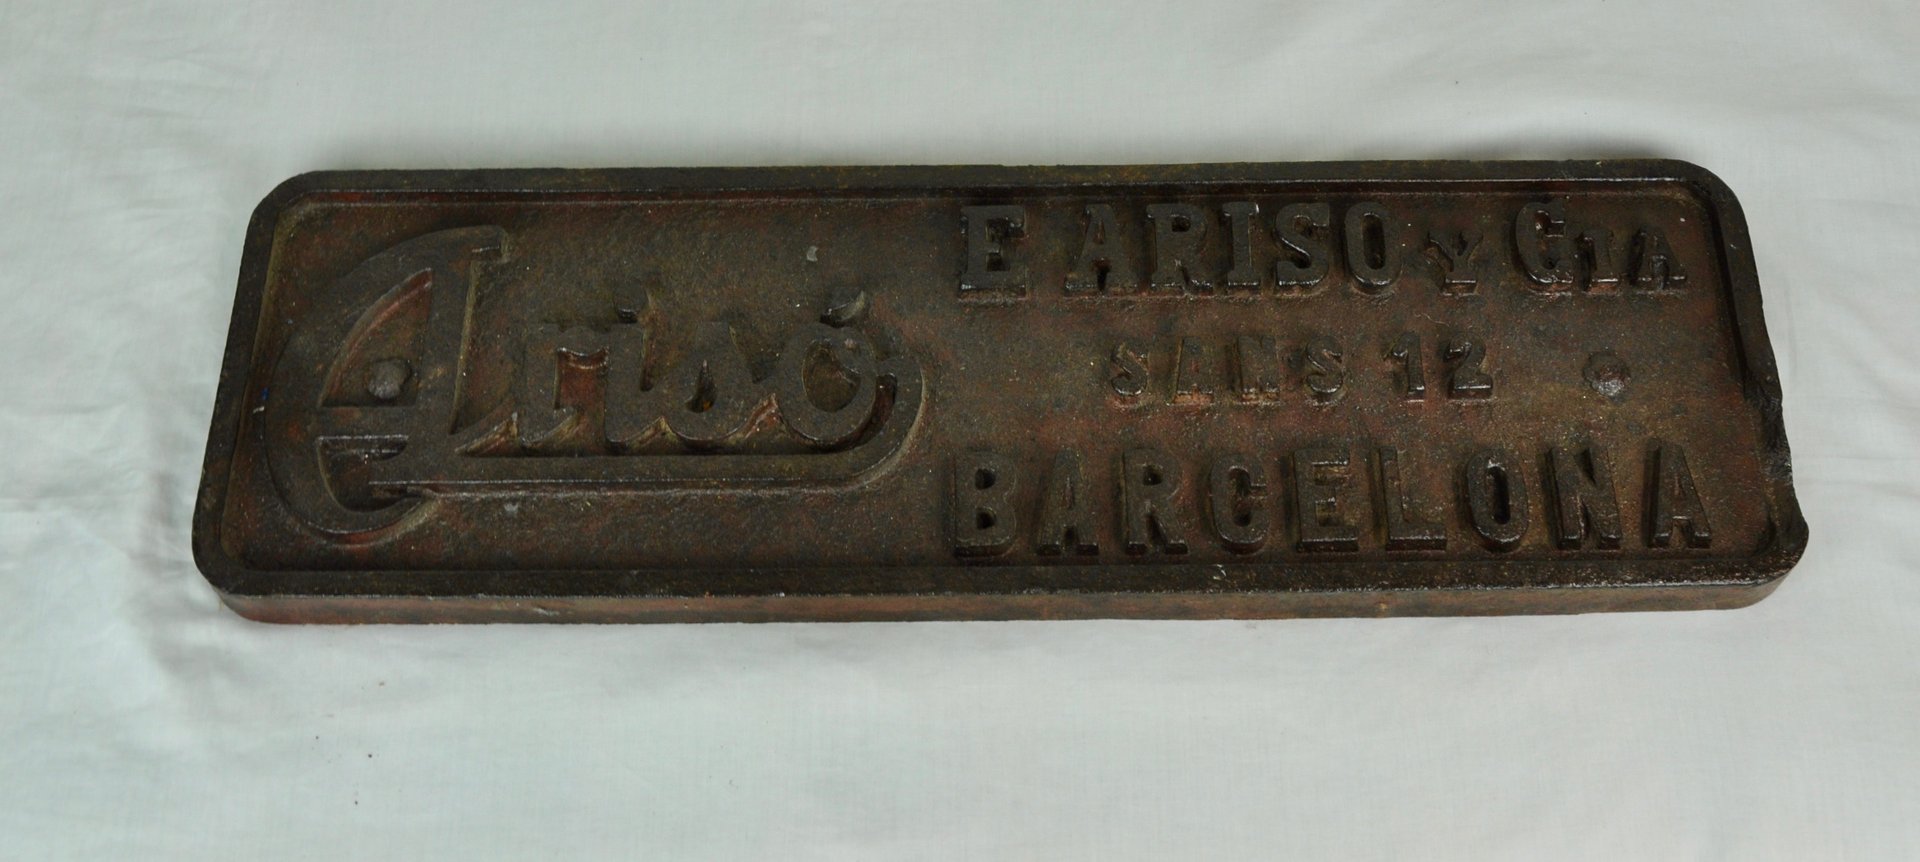 Arisó
E ARISO Y CIA
SANS 12
BARCELONA